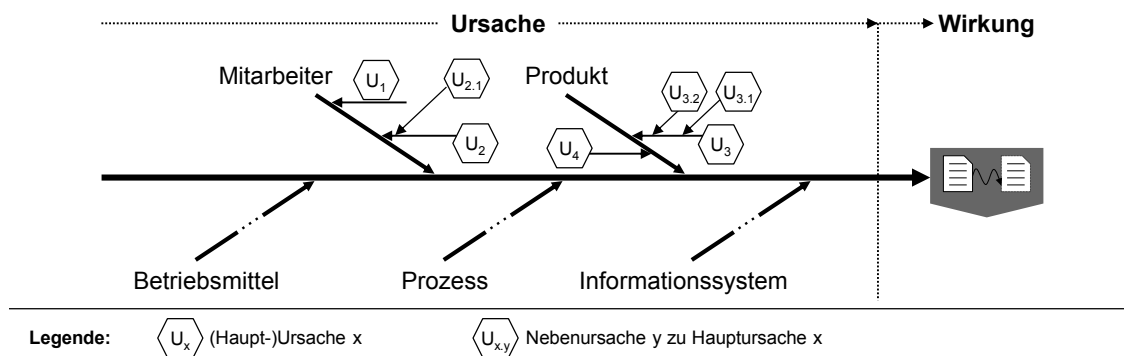 Ursache Wirkung
Mitarbeiter U1 U2.1 Produkt U3.2 U3.1
U2 U4 U3
Betriebsmittel Prozess Informationssystem
Legende: Ux (Haupt-)Ursache x Ux.y Nebenursache y zu Hauptursache x